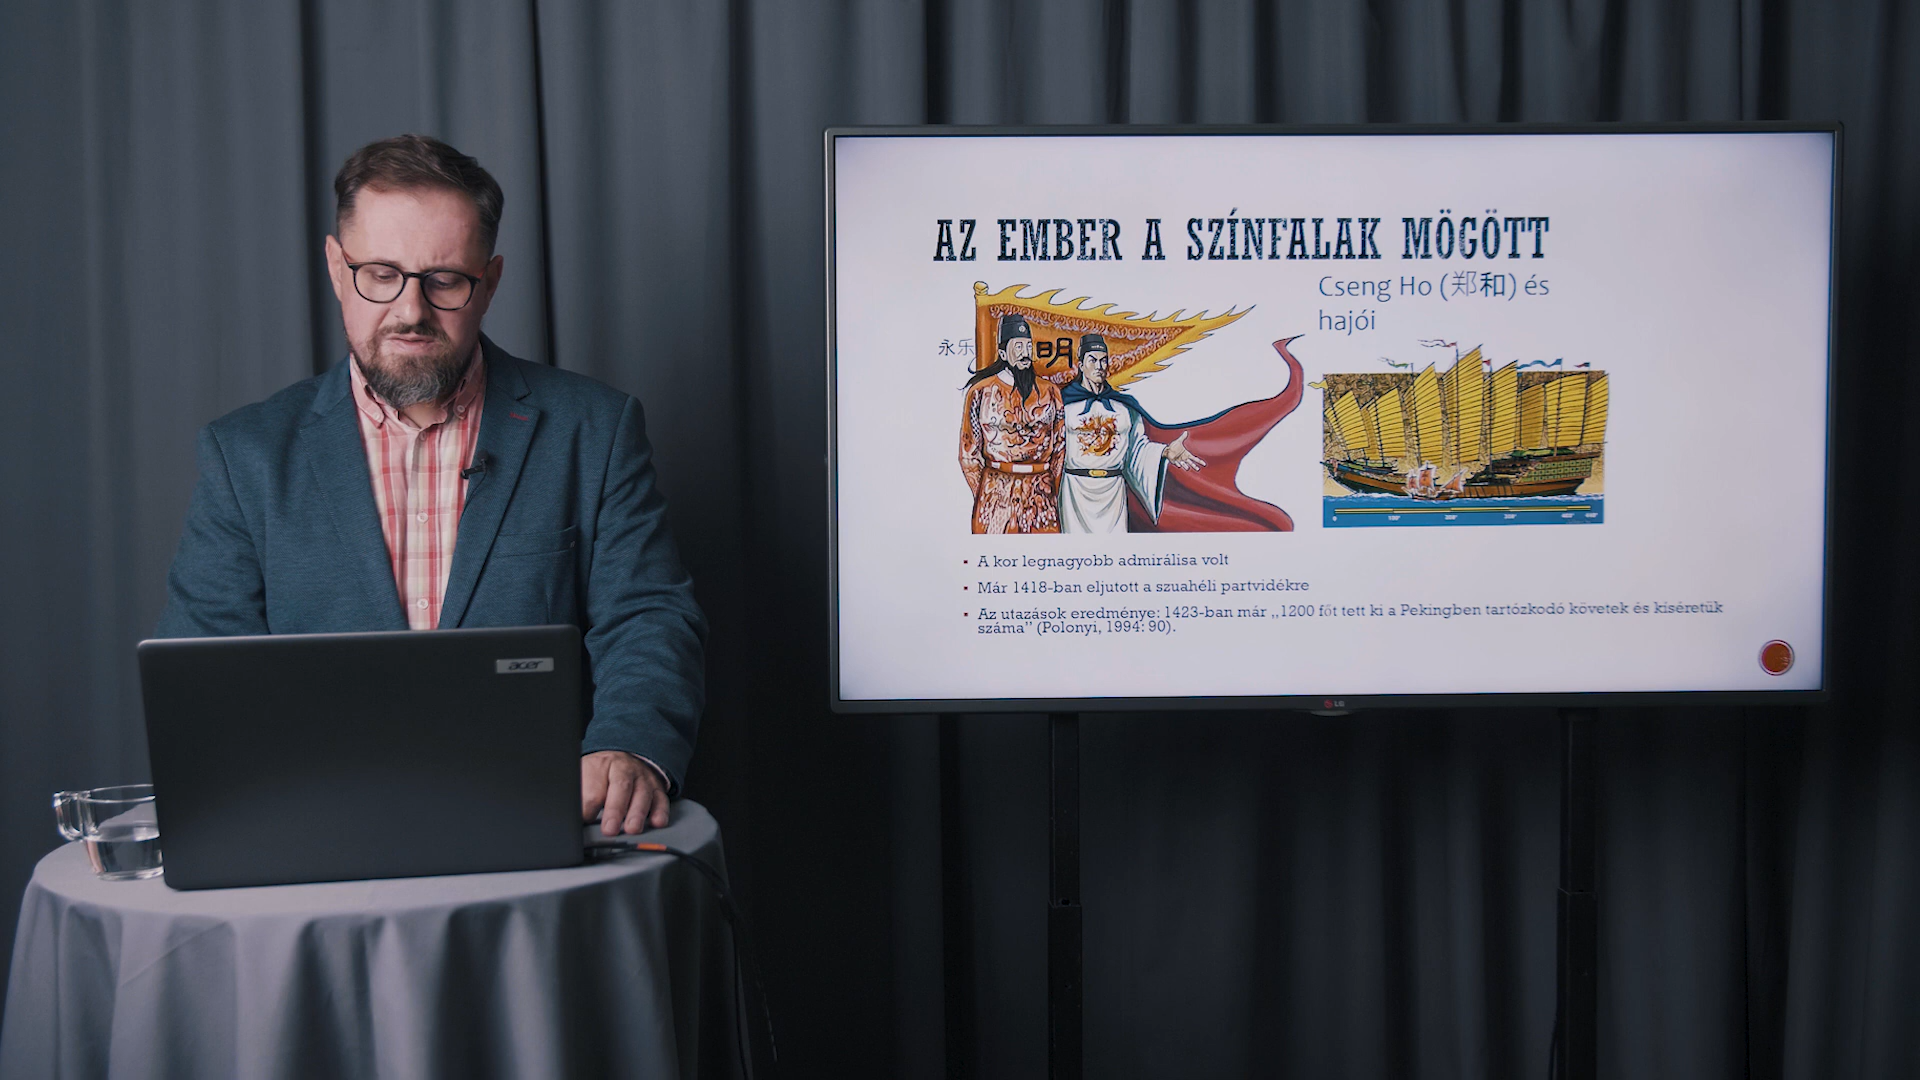 AZ EMBER A SZÍNFALAK MÖGÖTT
Cseng Ho (郑和) és
hajói
永乐
明
▪ A kor legnagyobb admirálisa volt
▪ Már 1418-ban eljutott a szuahéli partvidékre
▪ Az utazások eredménye: 1423-ban már „1200 főt tett ki a Pekingben tartózkodó követek és kíséretük
száma” (Polonyi, 1994: 90).
acer
LG